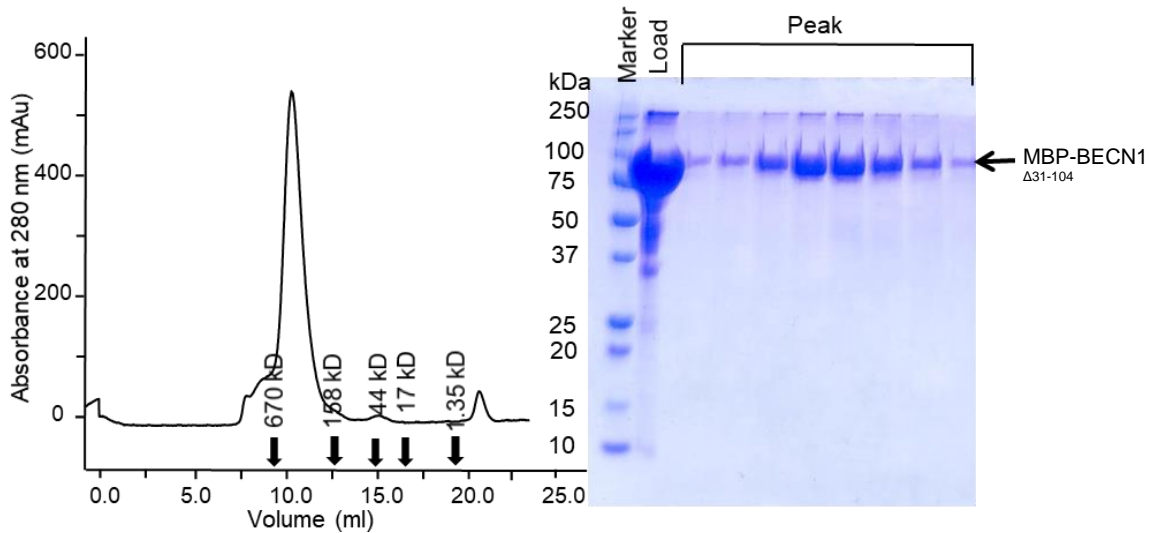 Absorbance at 280 nm (mAu)
600
400
200
0
670 kD
158 kD
44 kD
17 kD
1.35 kD
0.0 5.0 10.0 15.0 20.0 25.0
Volume (ml)
Marker
Load
Peak
kDa
250
100
75
50
37
25
20
15
10
MBP-BECN1
Δ31-104